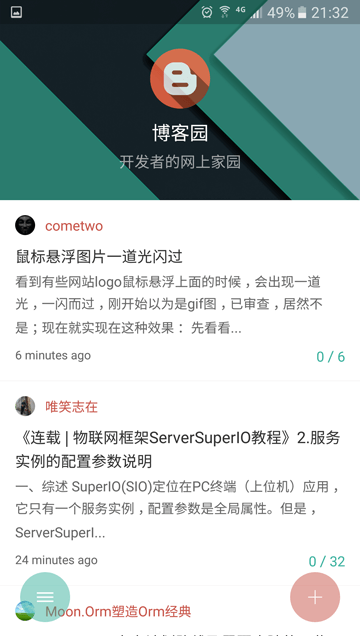 4G 49% 21:32
博客园
开发者的网上家园
cometwo
鼠标悬浮图片一道光闪过
看到有些网站logo鼠标悬浮上面的时候，会出现一道
光，一闪而过，刚开始以为是gif图，已审查，居然不
是；现在就实现在这种效果： 先看看...
6 minutes ago
0 / 6
唯笑志在
《连载 | 物联网框架ServerSuperIO教程》2.服务
实例的配置参数说明
一、综述 SuperIO(SIO)定位在PC终端（上位机）应用，
它只有一个服务实例，配置参数是全局属性。但是，
ServerSuperI...
24 minutes ago
0 / 32
Moon.Orm塑造Orm经典